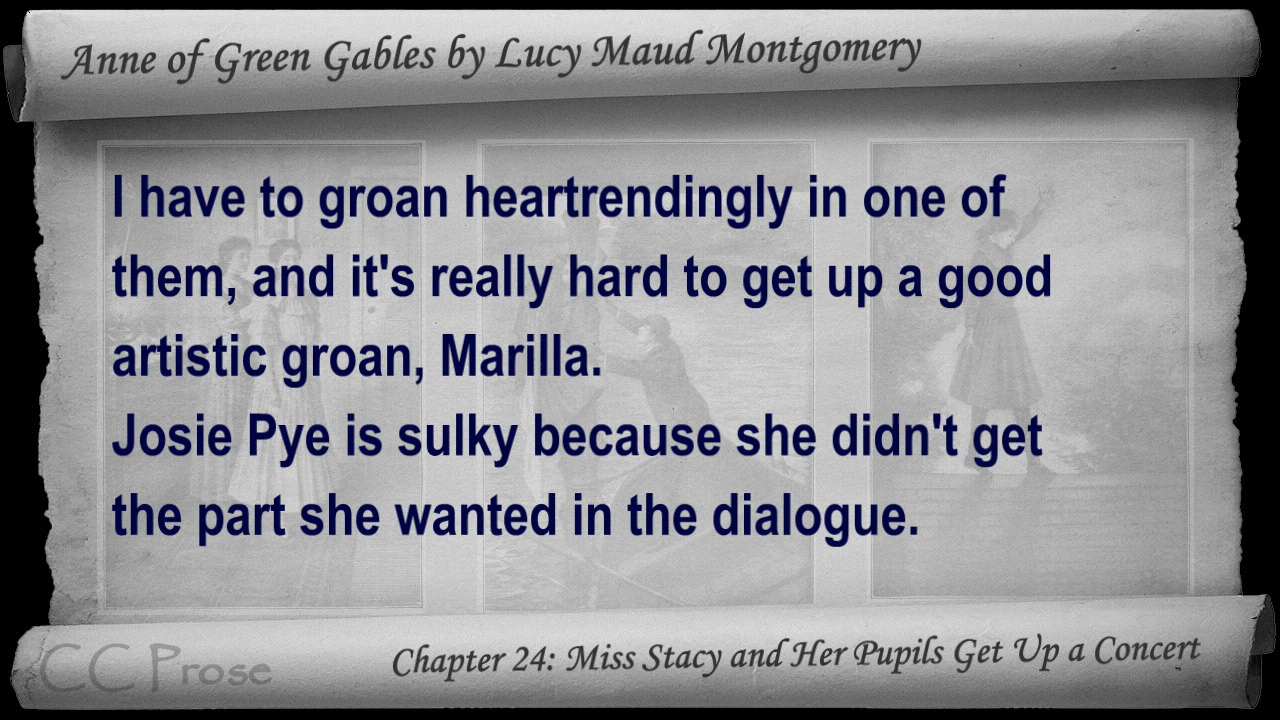 Anne of Green Gables by Lucy Maud Montgomery
I have to groan heartrendingly in one of
them, and it's really hard to get up a good
artistic groan, Marilla.
Josie Pye is sulky because she didn't get
the part she wanted in the dialogue.
CC Prose
Chapter 24: Miss Stacy and Her Pupils Get Up a Concert